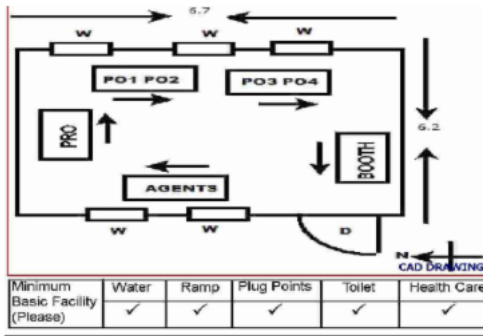 6.7
W W W
PO1 PO2 PO3 PO4
6.2
PRO
BOOTH
AGENTS
W W D
N
CAD DRAWING
Minimum Basic Facility (Please) Water Ramp Plug Points Toilet Health Care
✓ ✓ ✓ ✓ ✓